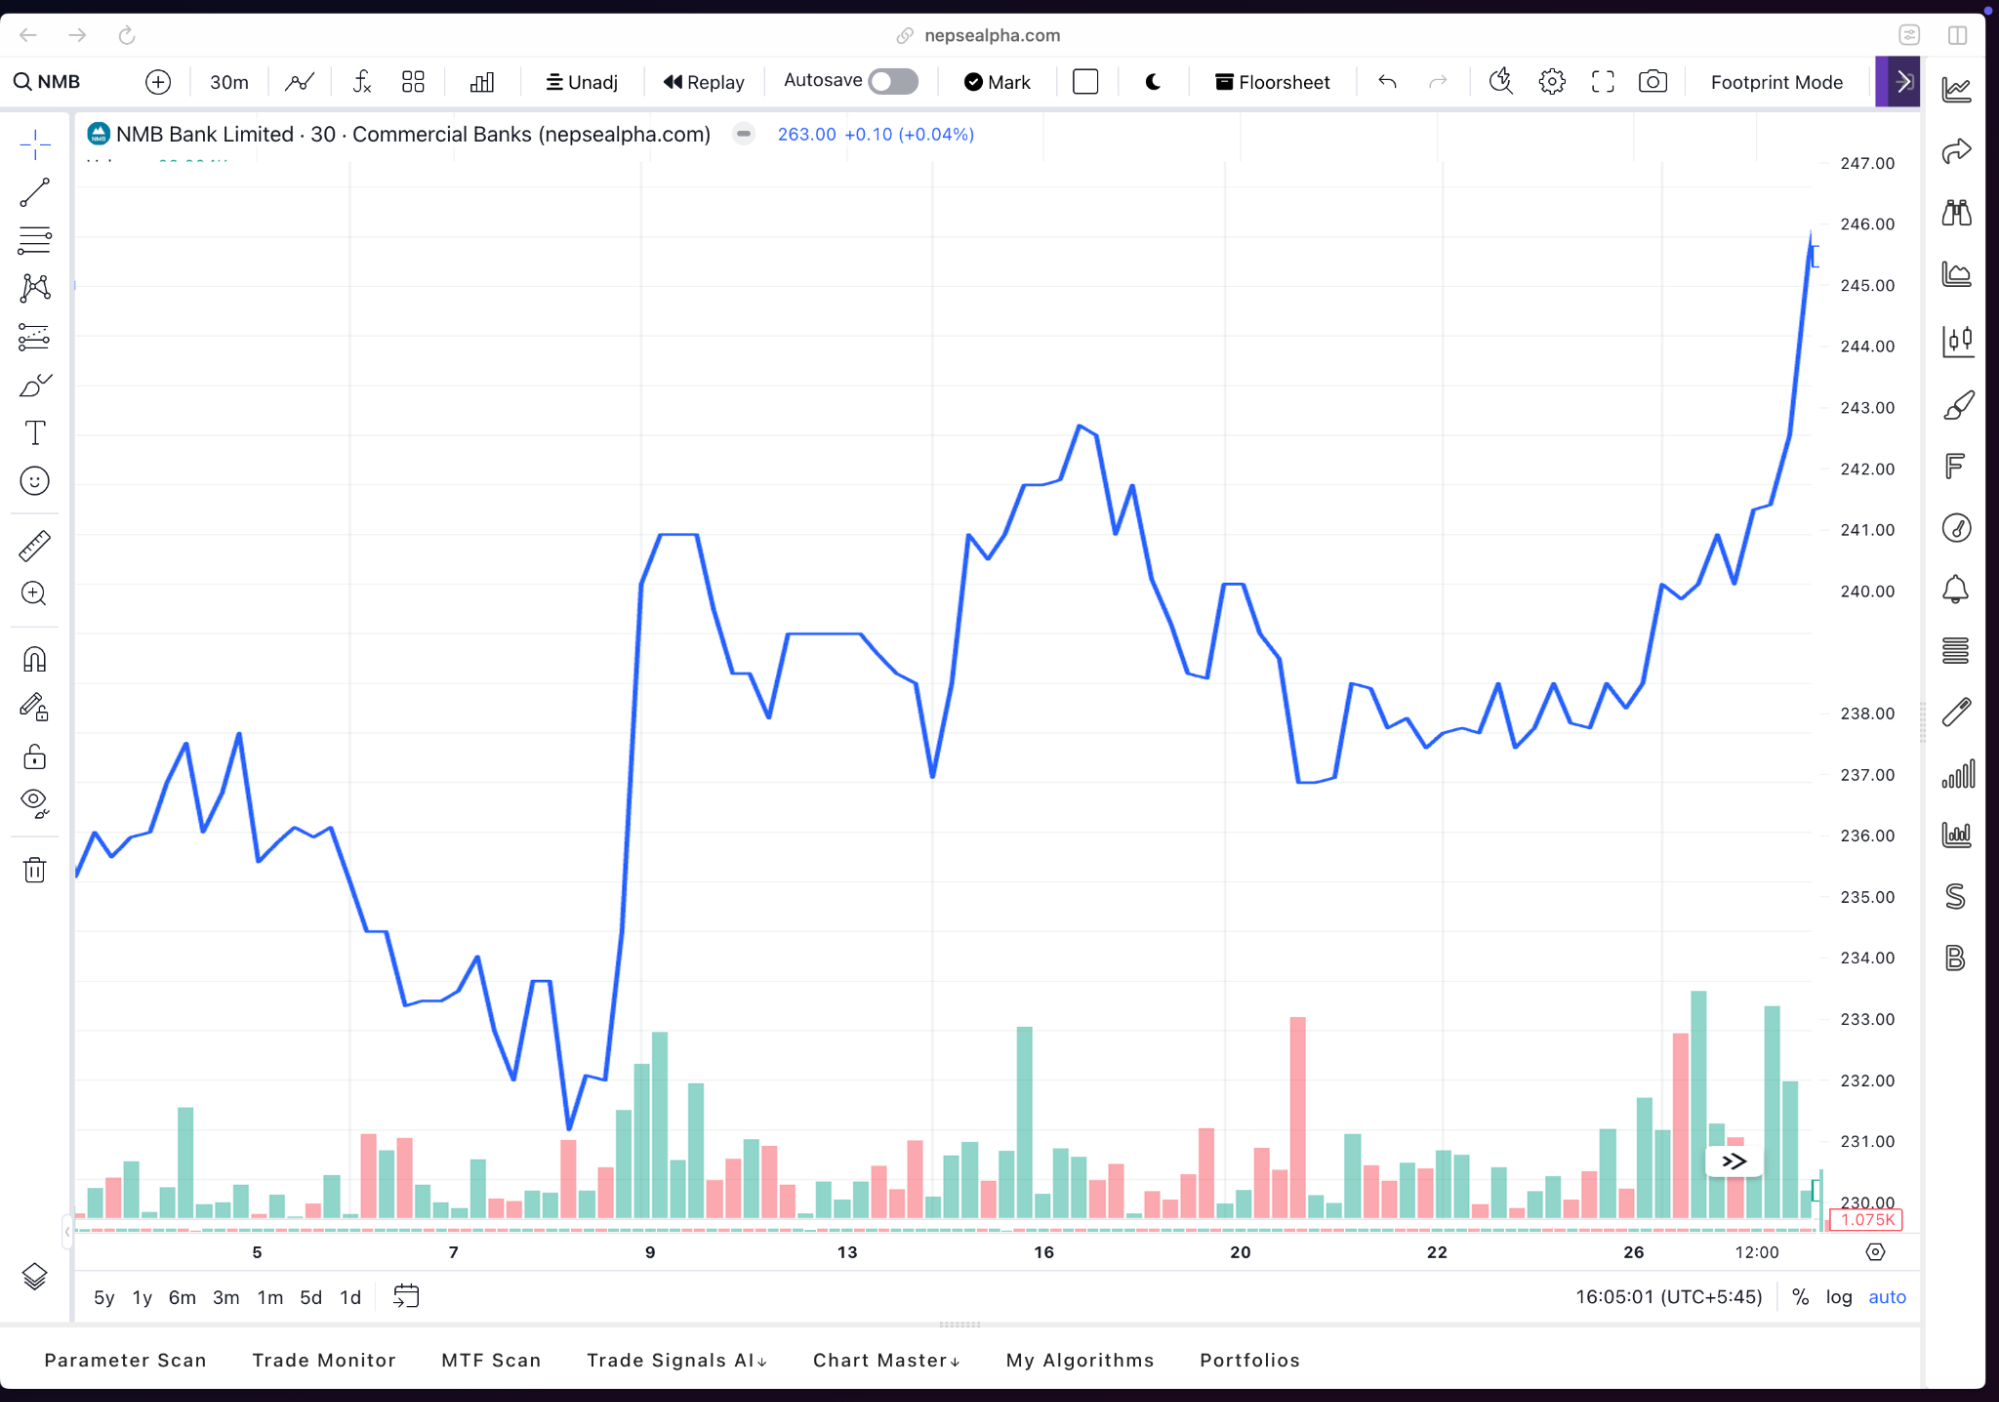 nepsealpha.com
NMB 30m Unadj Replay Autosave Mark Floorsheet Footprint Mode
NMB Bank Limited · 30 · Commercial Banks (nepsealpha.com) 263.00 +0.10 (+0.04%)
247.00
246.00
245.00
244.00
243.00
242.00
241.00
240.00
238.00
237.00
236.00
235.00
234.00
233.00
232.00
231.00
230.00
1.075K
5 7 9 13 16 20 22 26 12:00
5y 1y 6m 3m 1m 5d 1d 16:05:01 (UTC+5:45) % log auto
Parameter Scan Trade Monitor MTF Scan Trade Signals AI↓ Chart Master↓ My Algorithms Portfolios